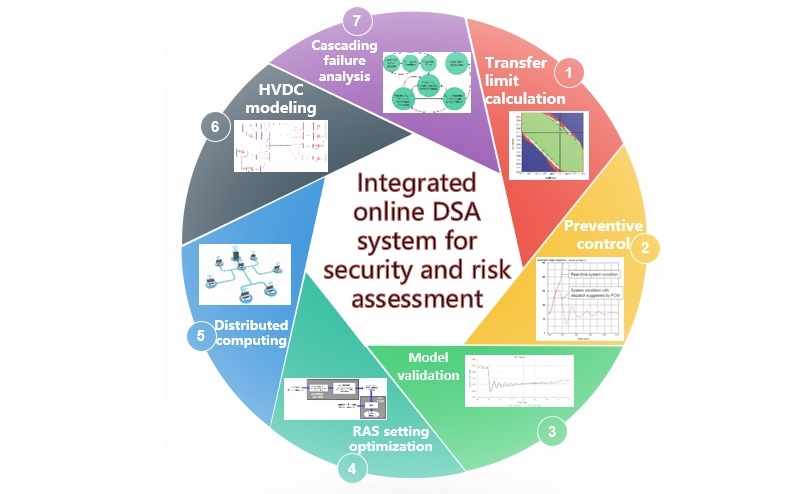 7
Cascading
failure
analysis
1
Transfer
limit
calculation
HVDC
modeling
6
Integrated
online DSA
system for
security and risk
assessment
Preventive
control
2
Real-time system condition
System condition with
dispatch suggested by PCM
5
Distributed
computing
Model
validation
3
RAS setting
optimization
4